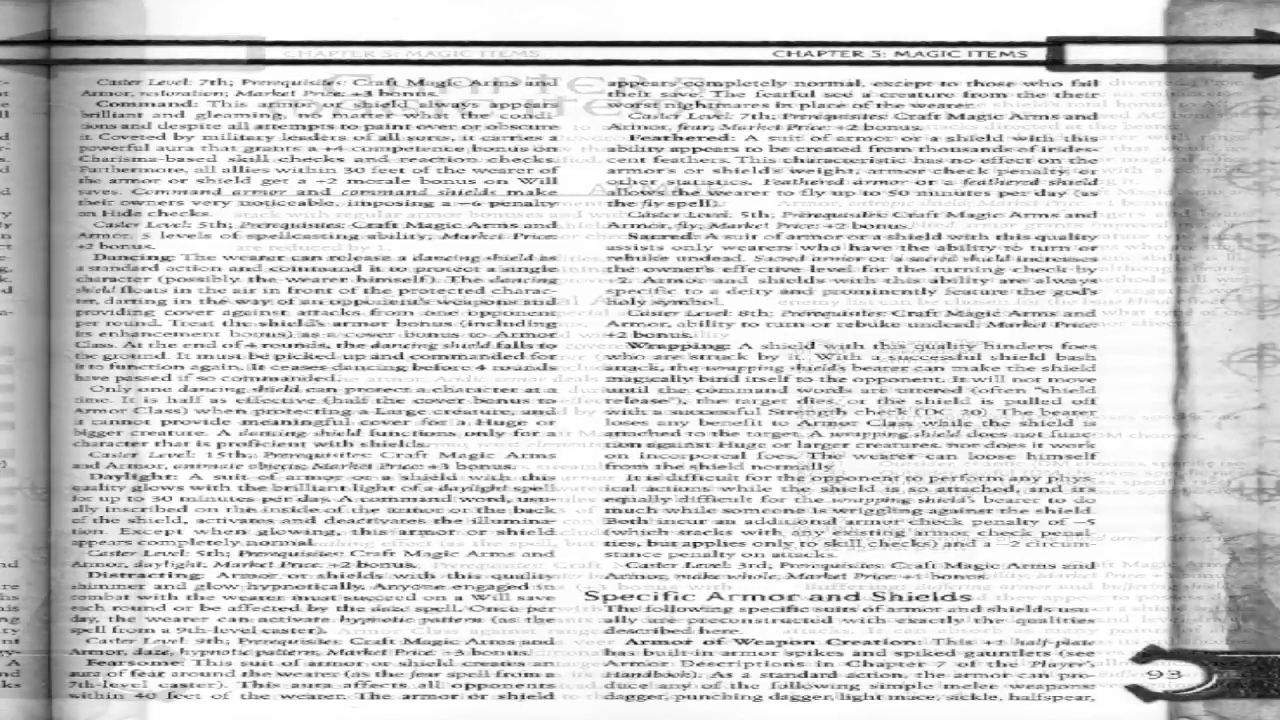 CHAPTER 5: MAGIC ITEMS
Caster Level: 7th; Prerequisites: Craft Magic Arms and
Armor, restoration; Market Price: +3 bonus.
Command: This armor or shield always appears
brilliant and gleaming, no matter what the condi-
tions and despite all attempts to paint over or obscure
it. Coveted by military leaders of all sorts, it carries a
powerful aura that grants a +4 competence bonus on
Charisma-based skill checks and reaction checks.
Furthermore, all allies within 30 feet of the wearer of
the armor or shield get a +2 morale bonus on Will
saves. Command armor and command shields make
their owners very noticeable, imposing a –6 penalty
on Hide checks.
Caster Level: 5th; Prerequisites: Craft Magic Arms and
Armor, 5 levels of spellcasting ability; Market Price:
+2 bonus.
Dancing: The wearer can release a dancing shield as
a standard action and command it to protect a single
character (possibly the wearer himself). The dancing
shield floats in the air in front of the protected charac-
ter, darting in the way of an opponent's weapons and
providing cover against attacks from one opponent
per round. Treat the shield's armor bonus (including
its enhancement bonus) as a cover bonus to Armor
Class. At the end of 4 rounds, the dancing shield falls to
the ground. It must be picked up and commanded for
it to function again. It ceases dancing before 4 rounds
have passed if so commanded.
Only one dancing shield can protect a character at a
time. It is half as effective (half the cover bonus to
Armor Class) when protecting a Large creature, and
it cannot provide meaningful cover for a Huge or
bigger creature. A dancing shield functions only for a
character that is proficient with shields.
Caster Level: 15th; Prerequisites: Craft Magic Arms
and Armor, animate objects; Market Price: +3 bonus.
Daylight: A suit of armor or a shield with this
quality glows with the brilliant light of a daylight spell
for up to 30 minutes per day. A command word, usu-
ally inscribed on the inside of the armor or the back
of the shield, activates and deactivates the illumina-
tion. Except when glowing, this armor or shield
appears completely normal.
Caster Level: 5th; Prerequisites: Craft Magic Arms and
Armor, daylight; Market Price: +2 bonus.
Distracting: Armor or shields with this quality
shimmer and glow hypnotically. Anyone engaged in
combat with the wearer must succeed on a Will save
each round or be affected by the daze spell. Once per
day, the wearer can activate hypnotic pattern (as the
spell from a 9th-level caster).
Caster Level: 9th; Prerequisites: Craft Magic Arms and
Armor, daze, hypnotic pattern; Market Price: +3 bonus.
Fearsome: This suit of armor or shield creates an
aura of fear around the wearer (as the fear spell from a
7th-level caster). This aura affects all opponents
within 40 feet of the wearer. The armor or shield
appears completely normal, except to those who fail
the save. The fearful see a creature from the their
worst nightmares in place of the wearer.
Caster Level: 7th; Prerequisites: Craft Magic Arms and
Armor, fear; Market Price: +2 bonus.
Feathered: A suit of armor or a shield with this
ability appears to be created from thousands of irides-
cent feathers. This characteristic has no effect on the
armor's or shield's weight, armor check penalty, or
other statistics. Feathered armor or a feathered shield
allows the wearer to fly up to 50 minutes per day (as
the fly spell).
Caster Level: 5th; Prerequisites: Craft Magic Arms and
Armor, fly; Market Price: +2 bonus.
Sacred: A suit of armor or a shield with this quality
assists only wearers who have the ability to turn or
rebuke undead. Sacred armor or a sacred shield increases
the owner's effective level for the turning check by
+2. Armor and shields with this ability are always
specific to a deity and prominently feature the god's
holy symbol.
Caster Level: 8th; Prerequisites: Craft Magic Arms and
Armor, ability to turn or rebuke undead; Market Price:
+2 bonus.
Wrapping: A shield with this quality hinders foes
who are struck by it. With a successful shield bash
attack, the wrapping shield's bearer can make the shield
magically bind itself to the opponent. It will not move
until the command words are uttered (often "shield
release"), the target dies, or the shield is pulled off
with a successful Strength check (DC 20). The bearer
loses any benefit to Armor Class while the shield is
attached to the target. A wrapping shield does not func-
tion against Huge or larger creatures, nor does it work
on incorporeal foes. The wearer can loose himself
from the shield normally.
It is difficult for the opponent to perform any phys-
ical actions while the shield is so attached, and it's
equally difficult for the wrapping shield's bearer to do
much while someone is wriggling against the shield.
Both incur an additional armor check penalty of –5
(which stacks with any existing armor check penal-
ties, but applies only to skill checks) and a –2 circum-
stance penalty on attacks.
Caster Level: 3rd; Prerequisites: Craft Magic Arms and
Armor, make whole; Market Price: +1 bonus.
Specific Armor and Shields
The following specific suits of armor and shields usu-
ally are preconstructed with exactly the qualities
described here.
Armor of Weapon Creation: This +1 half-plate
has built-in armor spikes and spiked gauntlets (see
Armor Descriptions in Chapter 7 of the Player's
Handbook). As a standard action, the armor can pro-
duce any of the following simple melee weapons:
dagger, punching dagger, light mace, sickle, halfspear,
93